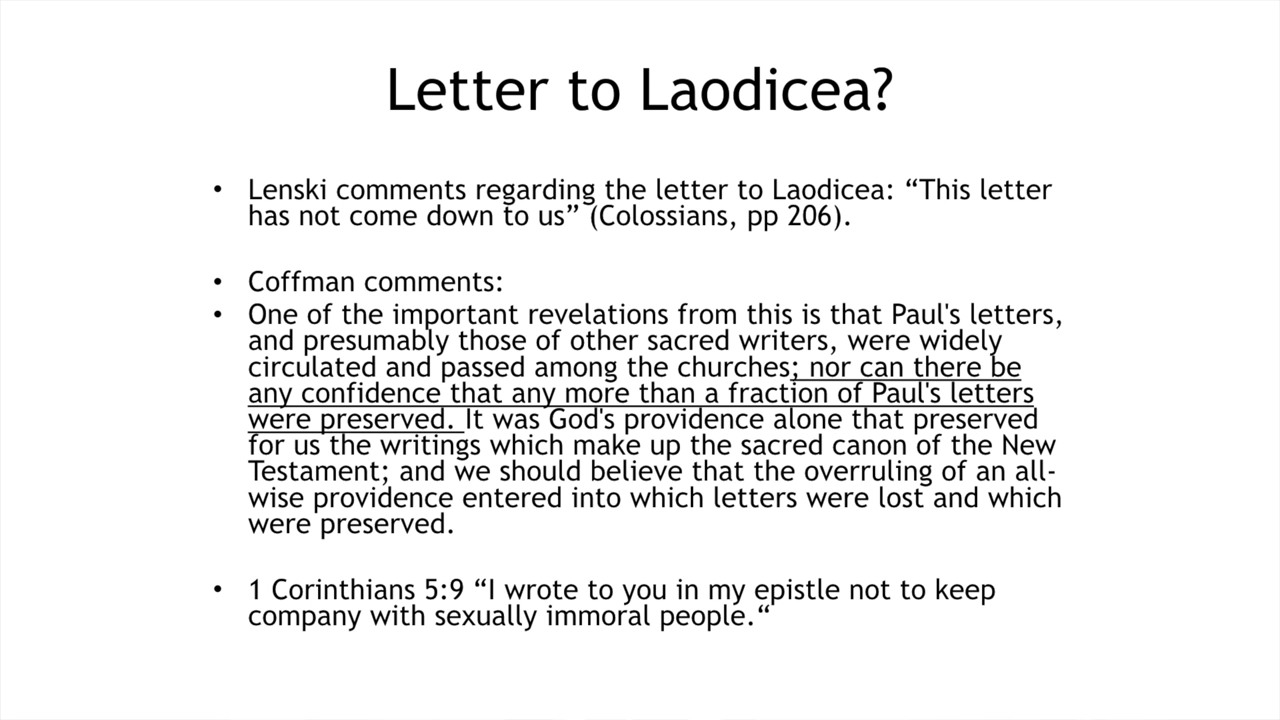 Letter to Laodicea?
• Lenski comments regarding the letter to Laodicea: “This letter
has not come down to us” (Colossians, pp 206).
• Coffman comments:
• One of the important revelations from this is that Paul's letters,
and presumably those of other sacred writers, were widely
circulated and passed among the churches; nor can there be
any confidence that any more than a fraction of Paul's letters
were preserved. It was God's providence alone that preserved
for us the writings which make up the sacred canon of the New
Testament; and we should believe that the overruling of an all-
wise providence entered into which letters were lost and which
were preserved.
• 1 Corinthians 5:9 “I wrote to you in my epistle not to keep
company with sexually immoral people.“